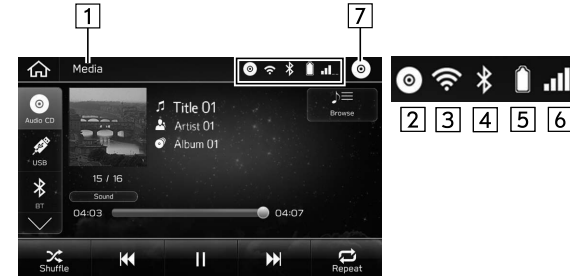 1
7
Media
Audio CD
Title 01
Artist 01
Album 01
Browse
USB
2 3 4 5 6
15 / 16
Sound
BT
04:03
04:07
Shuffle
Repeat